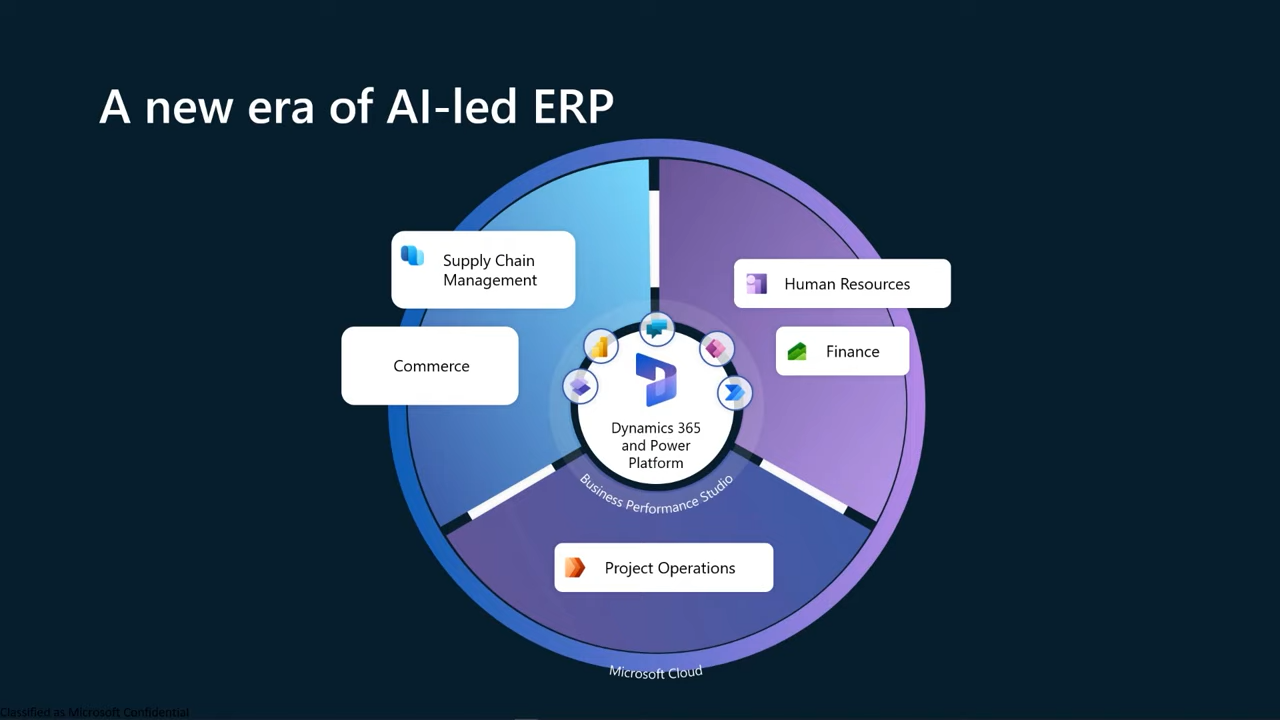 A new era of AI-led ERP
Supply Chain
Management
Human Resources
Commerce
Finance
Dynamics 365
and Power
Platform
Business Performance Studio
Project Operations
Microsoft Cloud
Classified as Microsoft Confidential